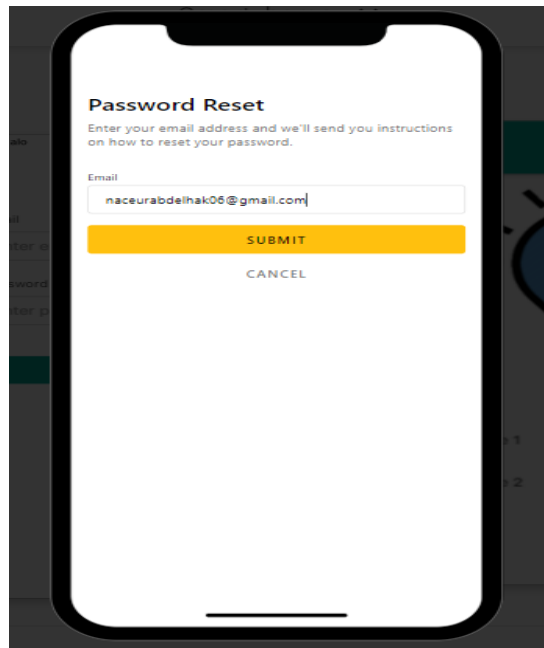 Password Reset
Enter your email address and we'll send you instructions
on how to reset your password.
Email
naceurabdelhak06@gmail.com
SUBMIT
CANCEL